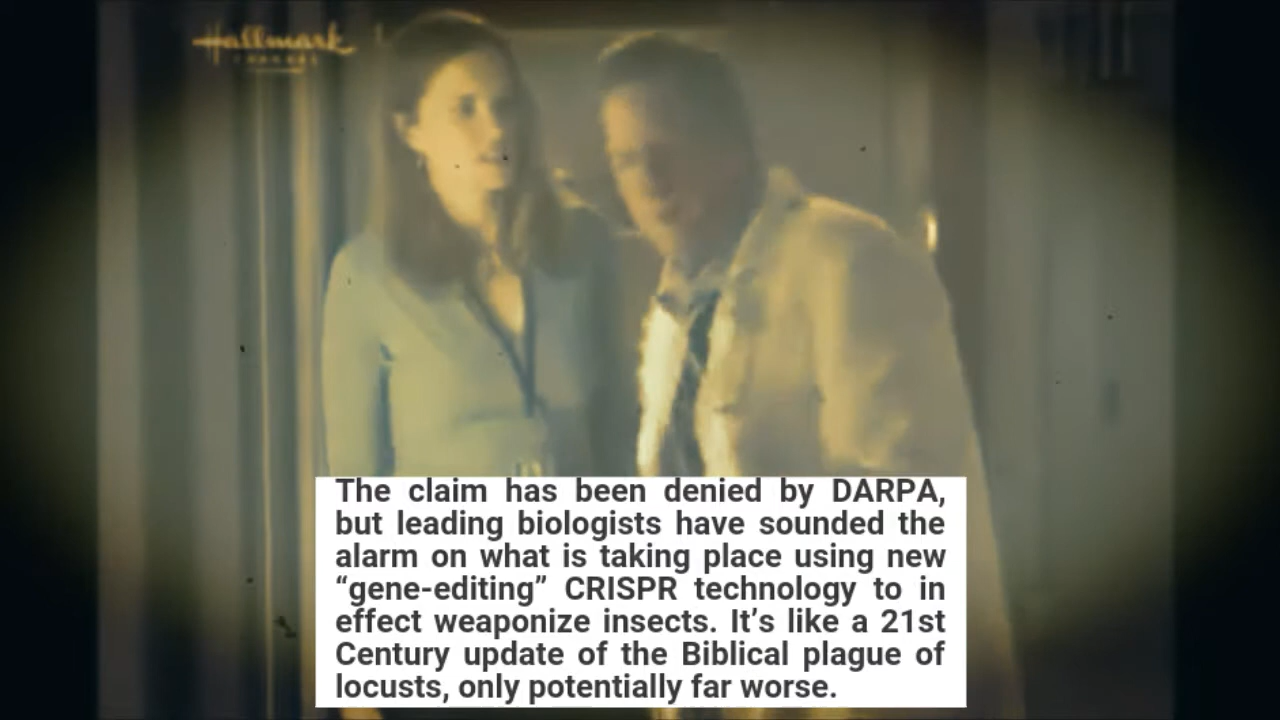 Hallmark
CHANNEL
The claim has been denied by DARPA,
but leading biologists have sounded the
alarm on what is taking place using new
“gene-editing” CRISPR technology to in
effect weaponize insects. It’s like a 21st
Century update of the Biblical plague of
locusts, only potentially far worse.